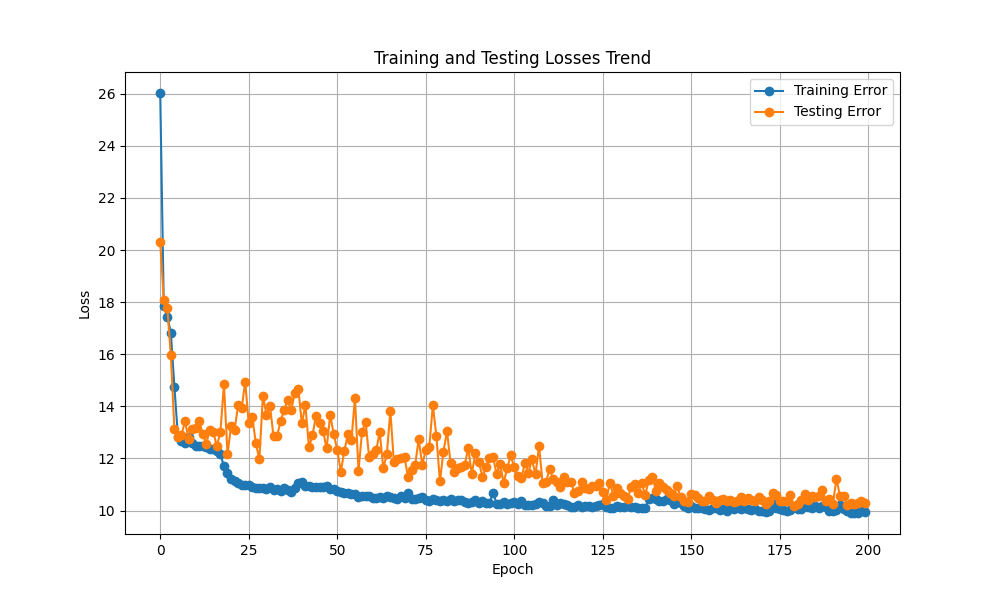 Training and Testing Losses Trend
Training Error
Testing Error
26
24
22
20
18
16
14
12
10
Loss
0 25 50 75 100 125 150 175 200
Epoch